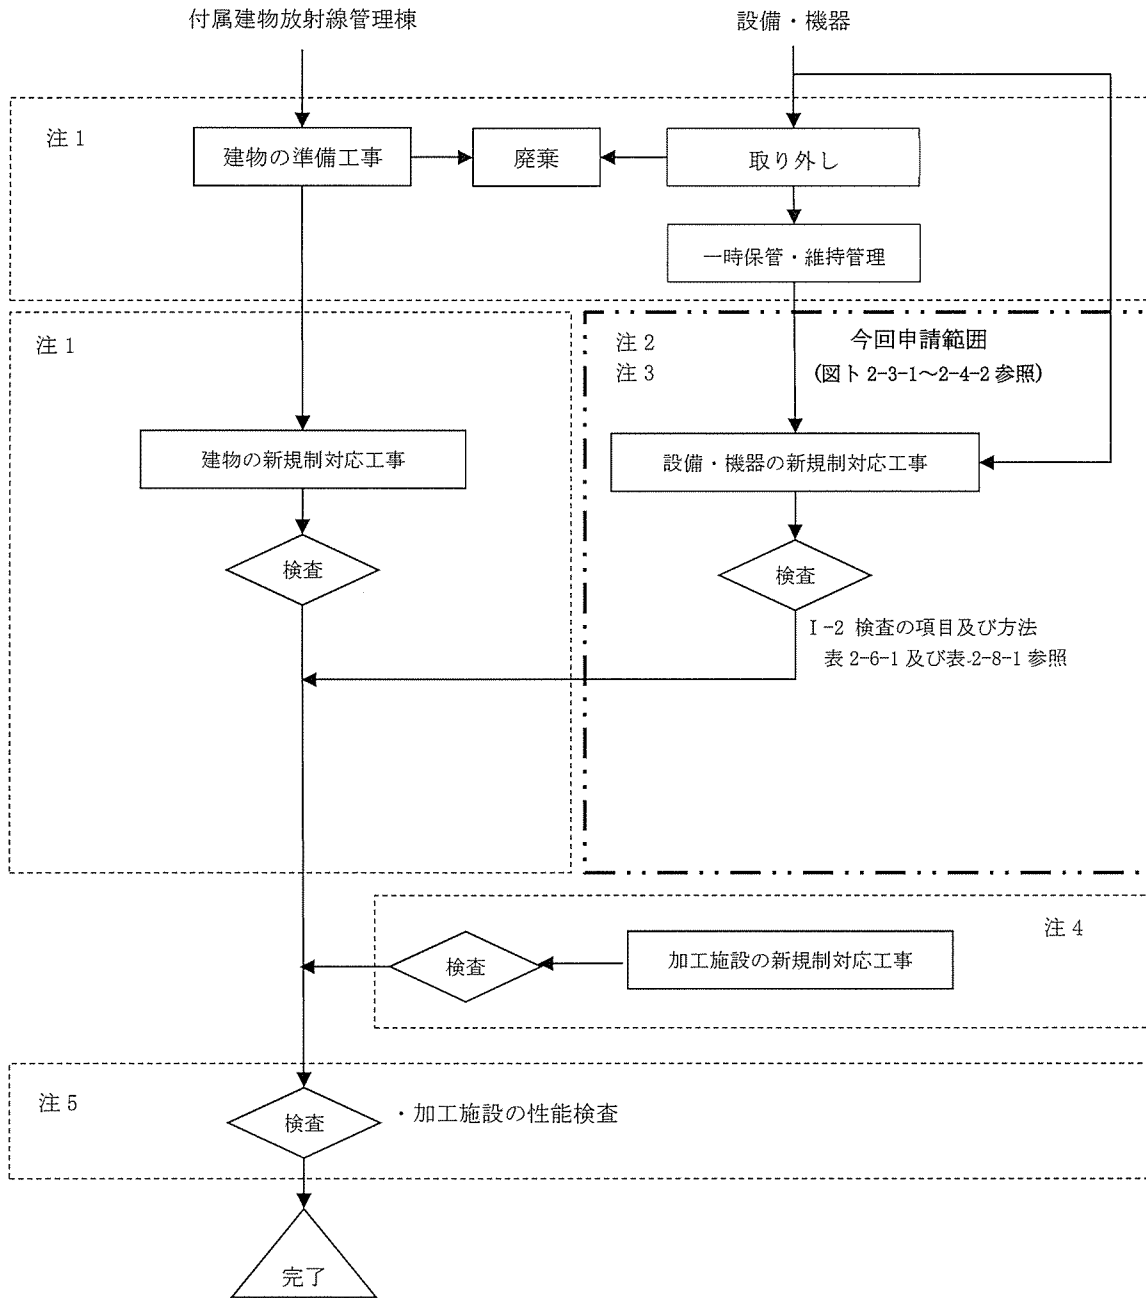 付属建物放射線管理棟
設備・機器
注1
建物の準備工事
廃棄
取り外し
一時保管・維持管理
注1
注2
注3
今回申請範囲
(図ト 2-3-1～2-4-2 参照)
建物の新規制対応工事
設備・機器の新規制対応工事
検査
検査
Ⅰ-2 検査の項目及び方法
表 2-6-1 及び表 2-8-1 参照
注4
検査
加工施設の新規制対応工事
注5
検査
・加工施設の性能検査
完了